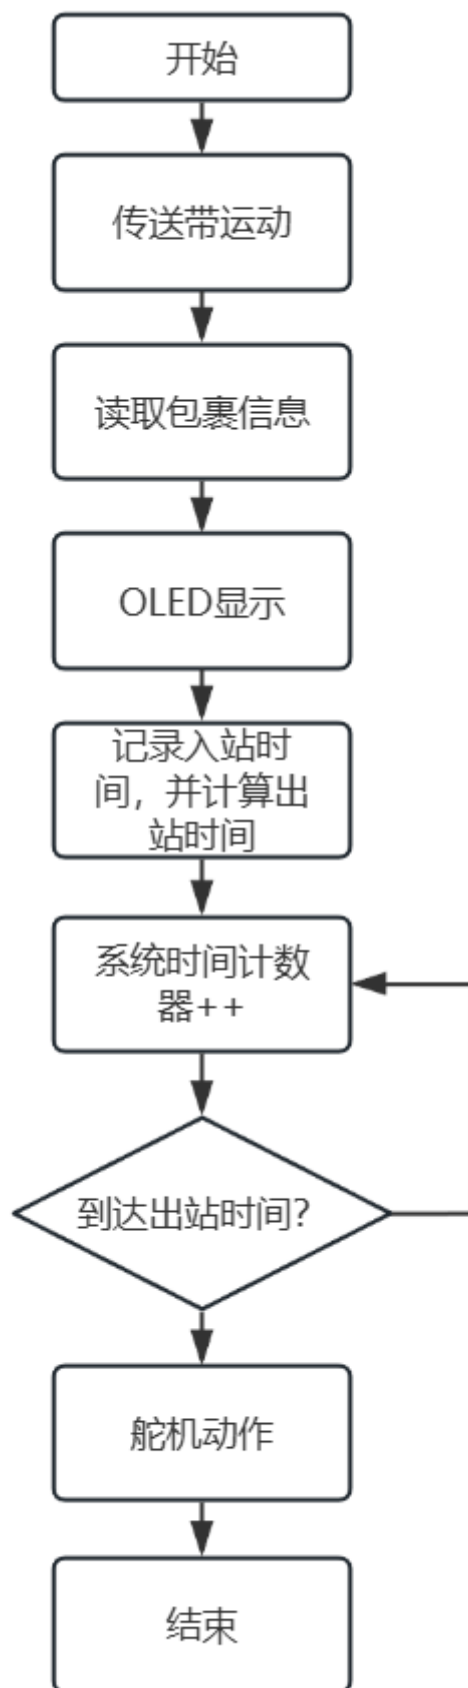 开始
传送带运动
读取包裹信息
OLED显示
记录入站时
间，并计算出
站时间
系统时间计数
器++
到达出站时间?
舵机动作
结束